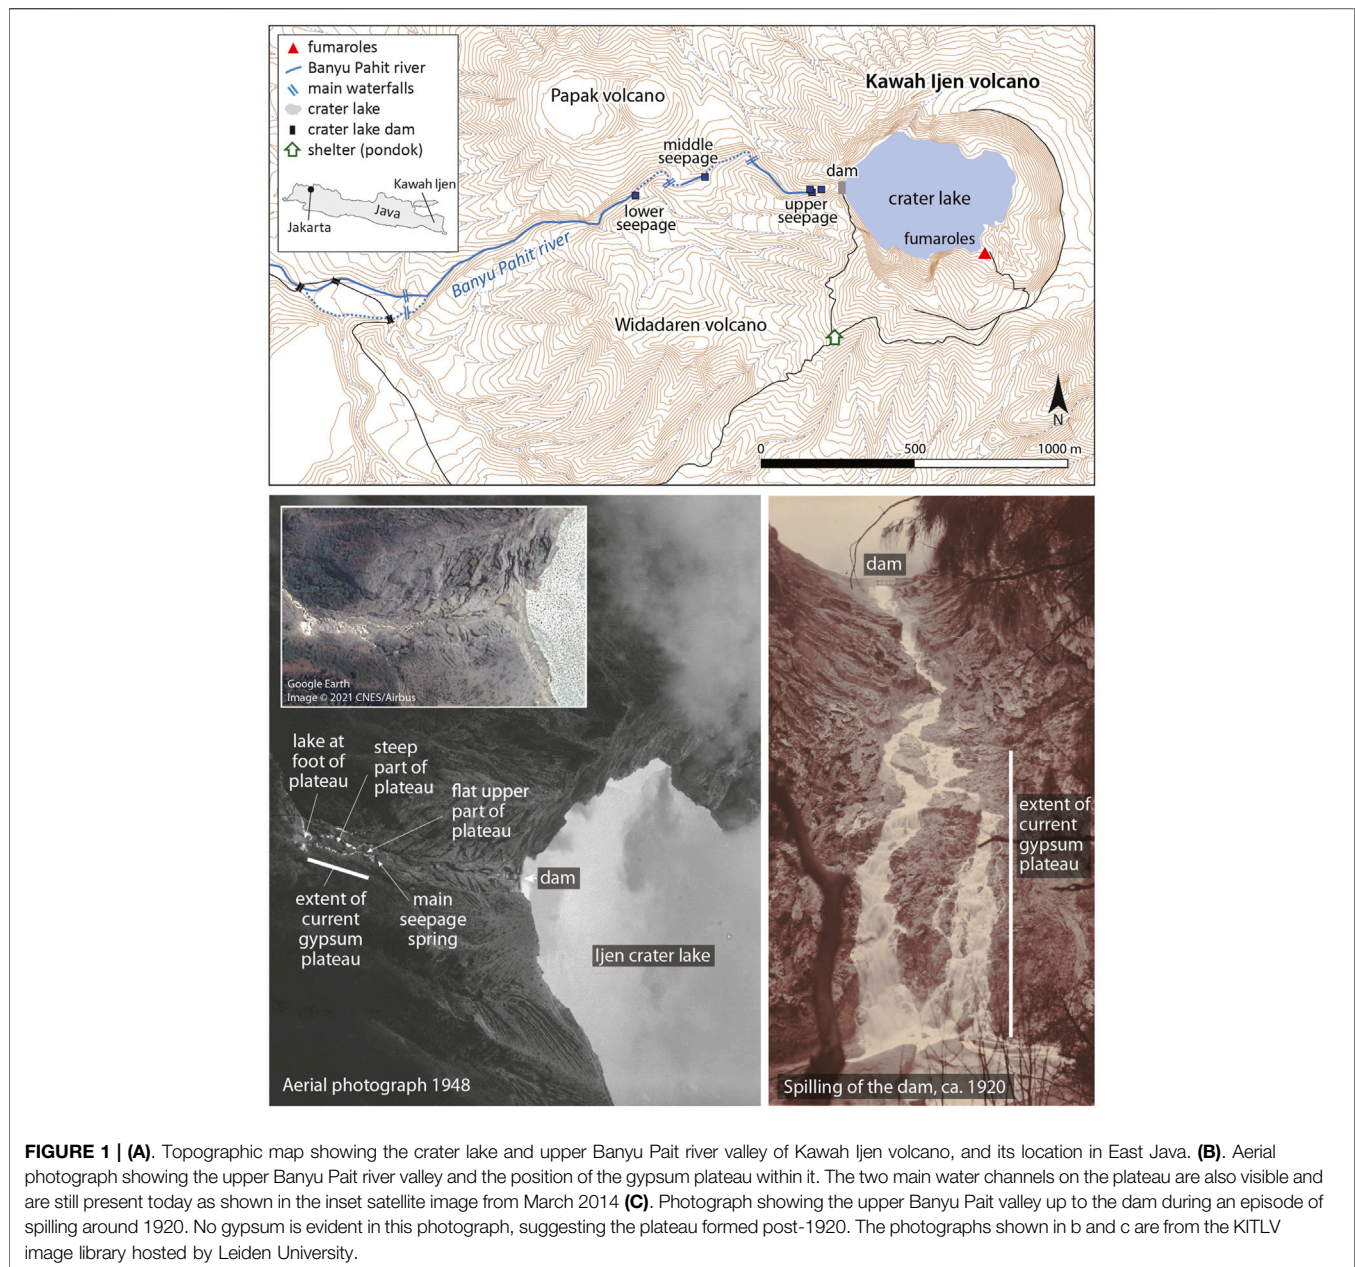 fumaroles
Banyu Pahit river
main waterfalls
crater lake
crater lake dam
shelter (pondok)
Kawah Ijen
Java
Jakarta
Kawah Ijen volcano
Papak volcano
middle
seepage
dam
lower
seepage
upper
seepage
crater lake
fumaroles
Banyu Pahit river
Widadaren volcano
N
0
500
1000 m
Google Earth
Image © 2021 CNES/Airbus
lake at
foot of
plateau
steep
part of
plateau
flat upper
part of
plateau
dam
extent of
current
gypsum
plateau
main
seepage
spring
Ijen crater lake
Aerial photograph 1948
dam
extent of
current
gypsum
plateau
Spilling of the dam, ca. 1920
FIGURE 1 | (A). Topographic map showing the crater lake and upper Banyu Pait river valley of Kawah Ijen volcano, and its location in East Java. (B). Aerial
photograph showing the upper Banyu Pait river valley and the position of the gypsum plateau within it. The two main water channels on the plateau are also visible and
are still present today as shown in the inset satellite image from March 2014 (C). Photograph showing the upper Banyu Pait valley up to the dam during an episode of
spilling around 1920. No gypsum is evident in this photograph, suggesting the plateau formed post-1920. The photographs shown in b and c are from the KITLV
image library hosted by Leiden University.